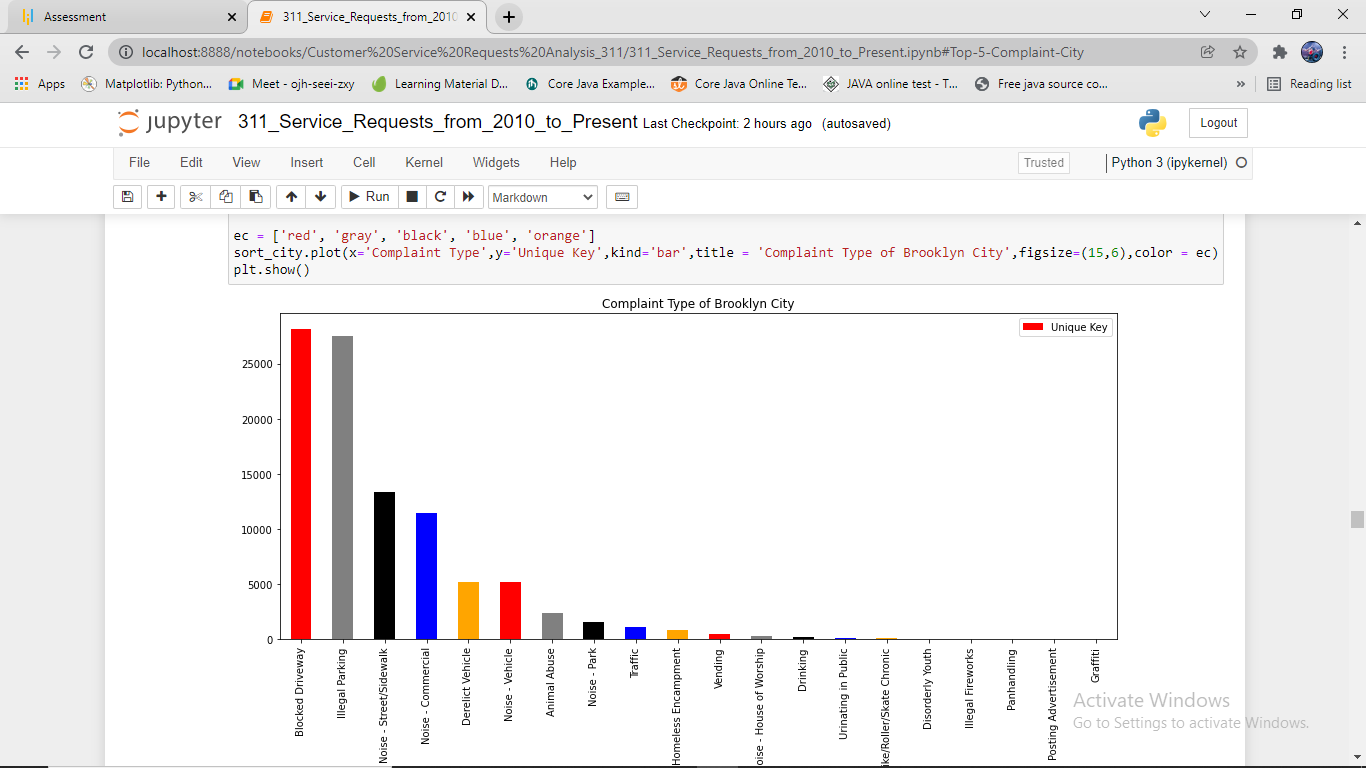 Assessment
311_Service_Requests_from_2010
localhost:8888/notebooks/Customer%20Service%20Requests%20Analysis_311/311_Service_Requests_from_2010_to_Present.ipynb#Top-5-Complaint-City
Apps Matplotlib: Python... Meet - ojh-seei-zxy Learning Material D... Core Java Example... Core Java Online Te... JAVA online test - T... Free java source co... » Reading list
jupyter 311_Service_Requests_from_2010_to_Present Last Checkpoint: 2 hours ago (autosaved) Logout
File Edit View Insert Cell Kernel Widgets Help Trusted Python 3 (ipykernel)
Run Markdown
ec = ['red', 'gray', 'black', 'blue', 'orange']
sort_city.plot(x='Complaint Type',y='Unique Key',kind='bar',title = 'Complaint Type of Brooklyn City',figsize=(15,6),color = ec)
plt.show()
Complaint Type of Brooklyn City
Unique Key
25000
20000
15000
10000
5000
0
Blocked Driveway
Illegal Parking
Noise - Street/Sidewalk
Noise - Commercial
Derelict Vehicle
Noise - Vehicle
Animal Abuse
Noise - Park
Traffic
Homeless Encampment
Vending
oise - House of Worship
Drinking
Urinating in Public
ike/Roller/Skate Chronic
Disorderly Youth
Illegal Fireworks
Panhandling
Posting Advertisement
Graffiti
Activate Windows
Go to Settings to activate Windows.